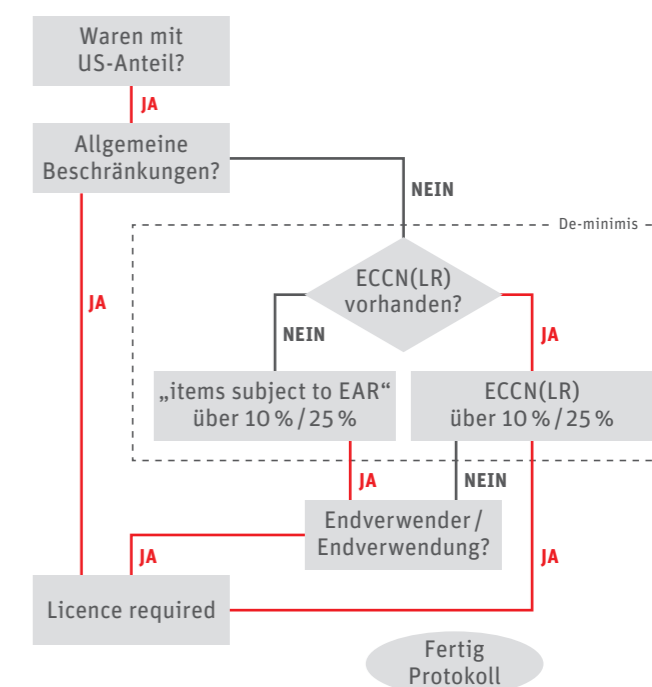 Waren mit
US-Anteil?
JA
Allgemeine
Beschränkungen?
NEIN
De-minimis
ECCN(LR)
vorhanden?
JA
NEIN
JA
„items subject to EAR“
über 10 % / 25 %
ECCN(LR)
über 10 % / 25 %
JA
NEIN
Endverwender /
Endverwendung?
JA
JA
Licence required
Fertig
Protokoll